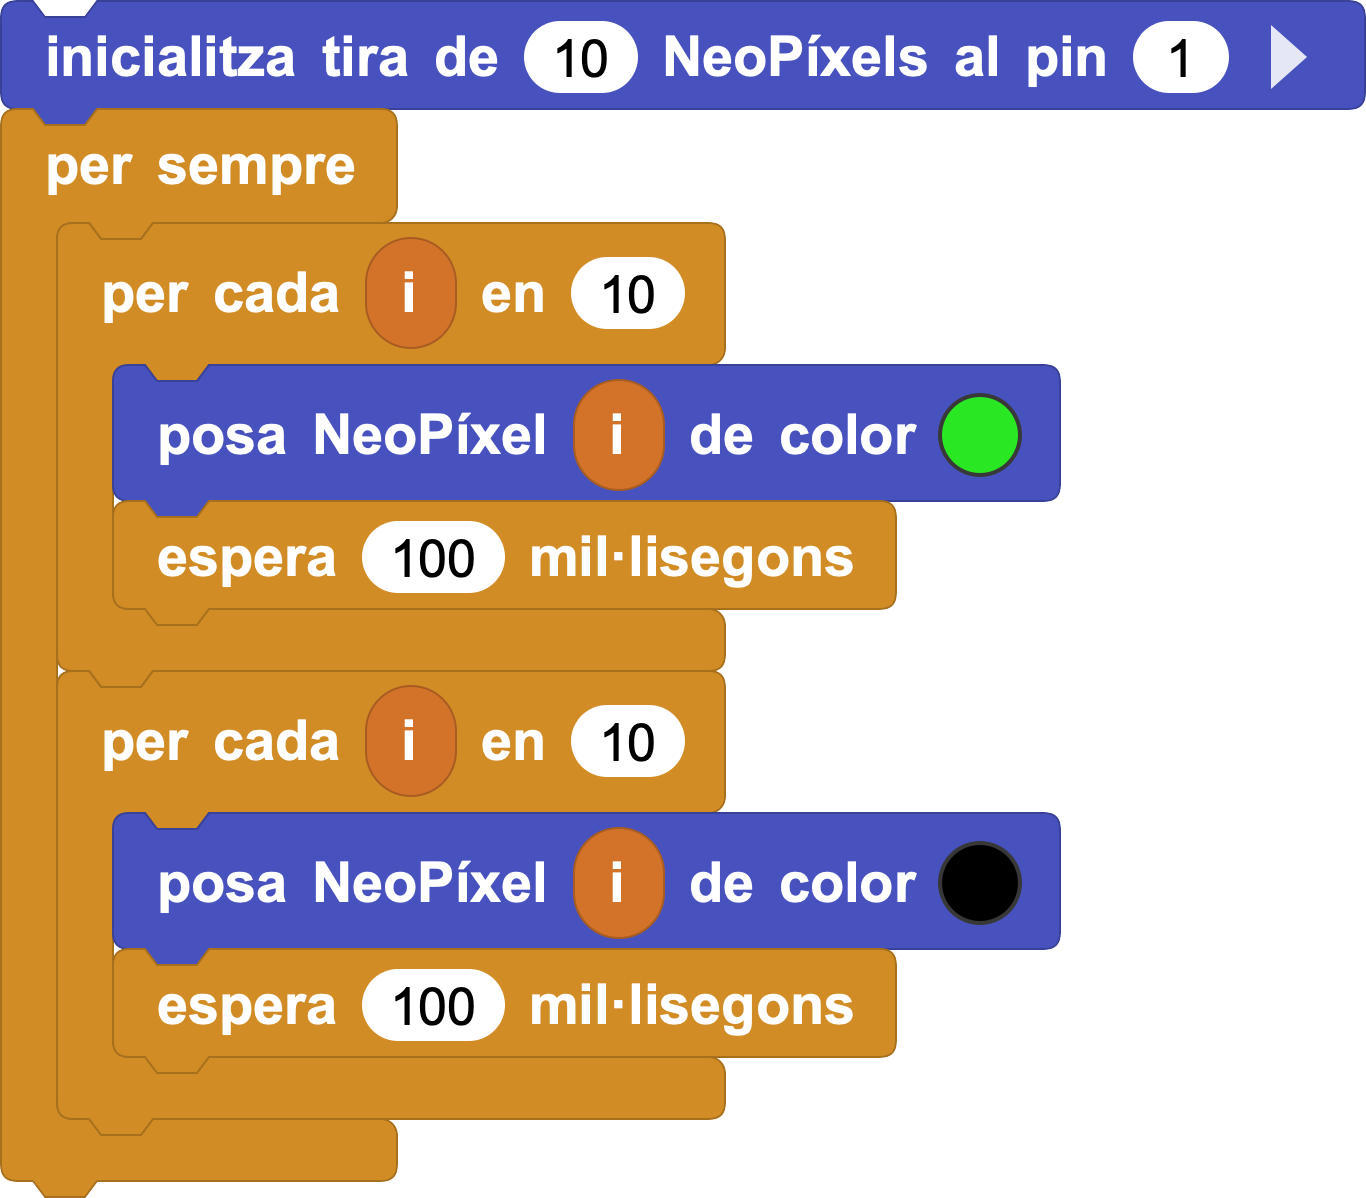 inicialitza tira de 10 NeoPíxels al pin 1
per sempre
per cada i en 10
posa NeoPíxel i de color
espera 100 mil·lisegons
per cada i en 10
posa NeoPíxel i de color
espera 100 mil·lisegons